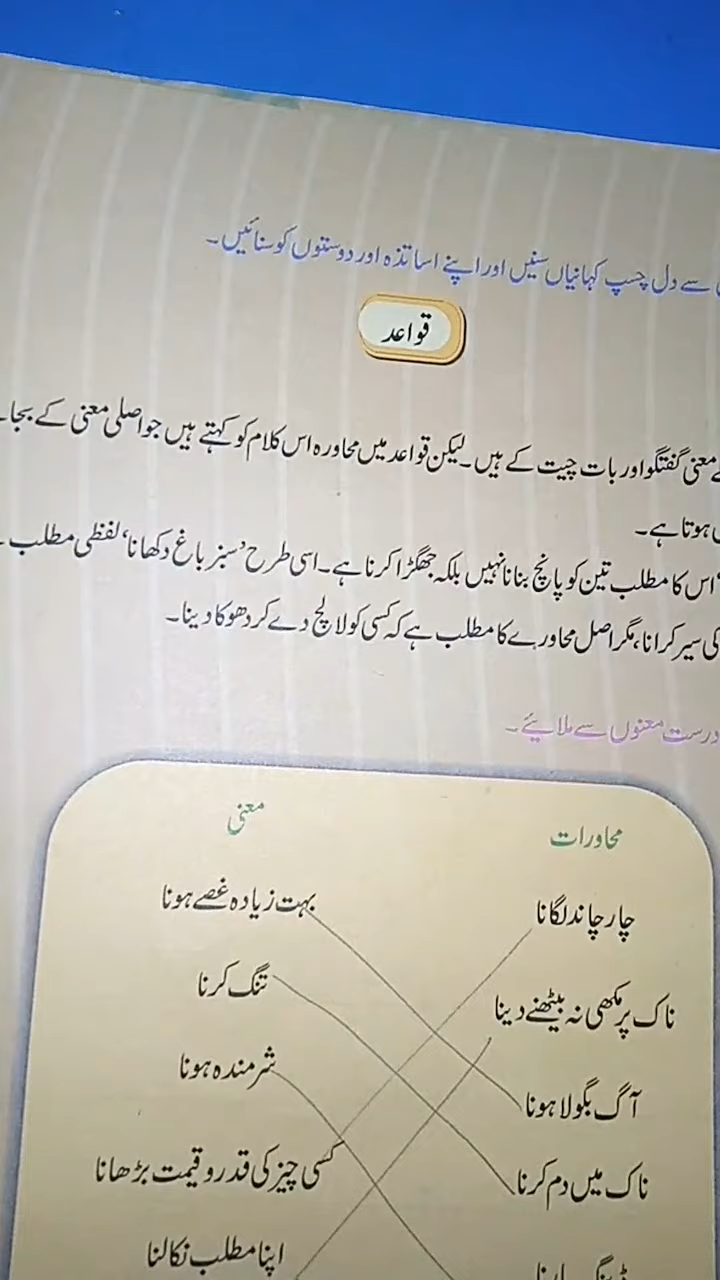 سے دل چسپ کہانیاں سنیں اور اپنے اساتذہ اور دوستوں کو سنائیں۔
قواعد
معنی گفتگو اور بات چیت کے ہیں۔ لیکن قواعد میں محاورہ اس کلام کو کہتے ہیں جو اصلی معنی کے
ہوتا ہے۔
اس کا مطلب تین کو پانچ بنانا نہیں بلکہ جھگڑا کرنا ہے۔ اسی طرح 'سبز باغ دکھانا' لفظی مطلب
کی سیر کرانا، مگر اصل محاورے کا مطلب ہے کہ کسی کو لالچ دے کر دھوکا دینا۔
درست معنوں سے ملائیے۔
محاورات معنی
چار چاند لگانا بہت زیادہ غصے ہونا
ناک پر مکھی نہ بیٹھنے دینا تنگ کرنا
آگ بگولا ہونا شرمندہ ہونا
ناک میں دم کرنا کسی چیز کی قدر و قیمت بڑھانا
اپنا مطلب نکالنا